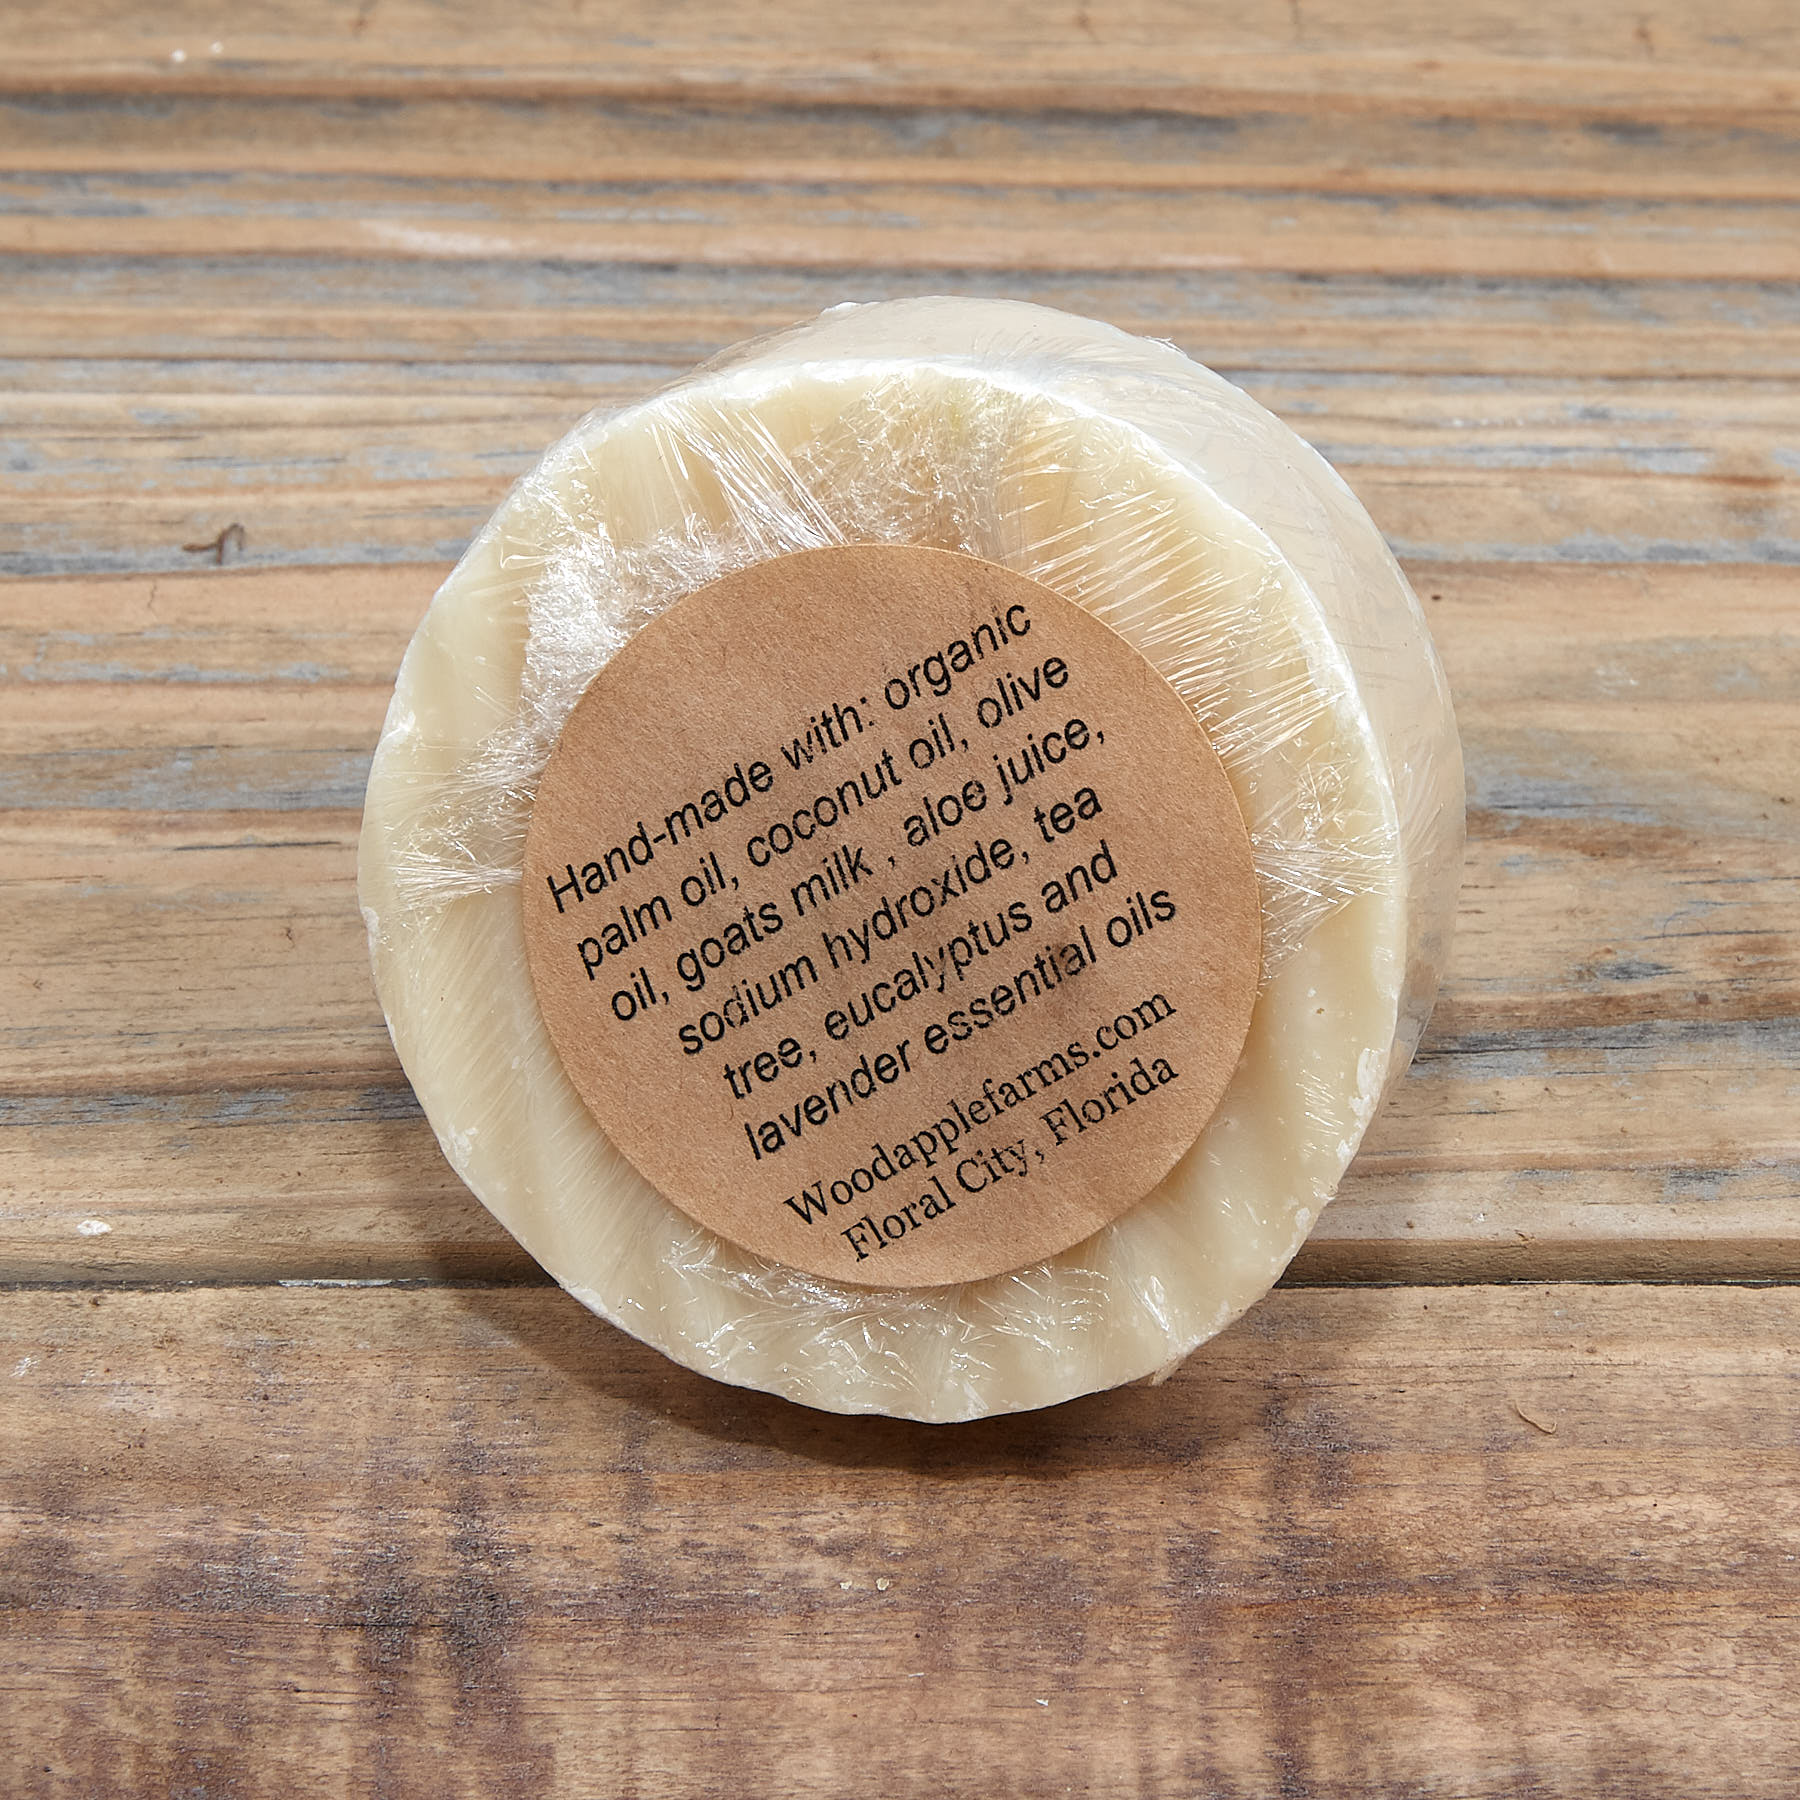 Hand-made with: organic
palm oil, coconut oil, olive
oil, goats milk , aloe juice,
sodium hydroxide, tea
tree, eucalyptus and
lavender essential oils
Woodapplefarms.com
Floral City, Florida